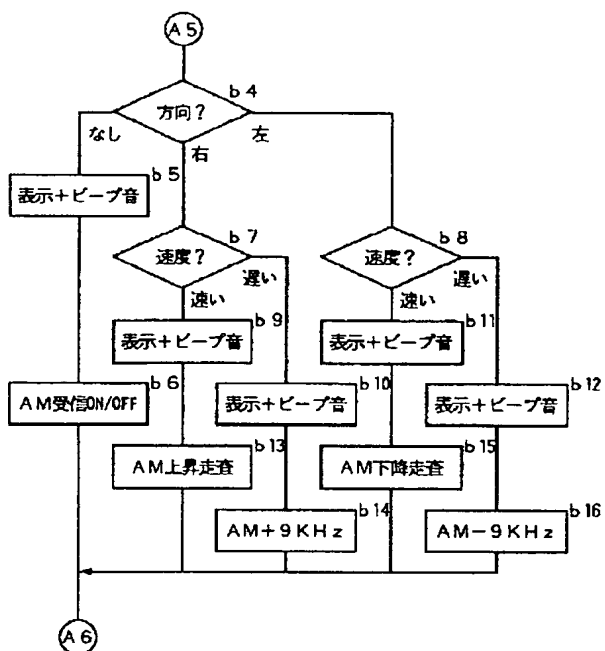 A5
b4
方向?
なし
右
左
b5
表示+ビープ音
b7
速度?
遅い
速い
b8
速度?
遅い
速い
b9
表示+ビープ音
b11
表示+ビープ音
b6
AM受信ON/OFF
b10
表示+ビープ音
b12
表示+ビープ音
b13
AM上昇走査
b15
AM下降走査
b14
AM+9KHz
b16
AM-9KHz
A6